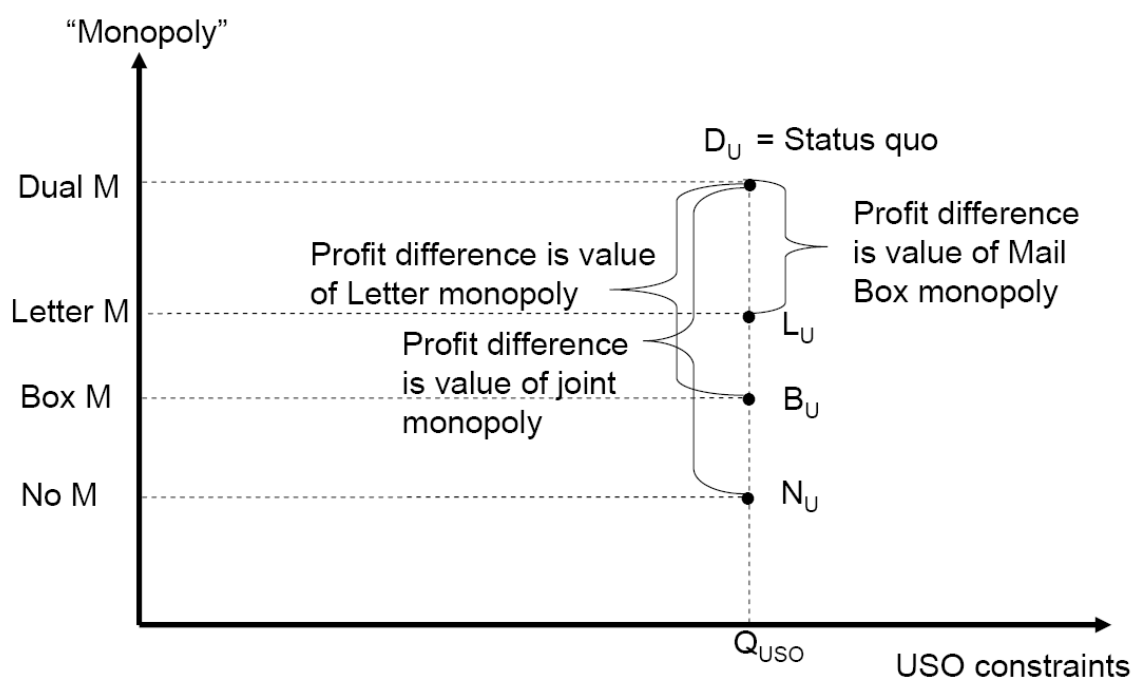 “Monopoly”
D_U = Status quo
Dual M
Profit difference
is value of Mail
Box monopoly
Profit difference is value
of Letter monopoly
Letter M
L_U
Profit difference
is value of joint
monopoly
Box M
B_U
No M
N_U
Q_USO
USO constraints